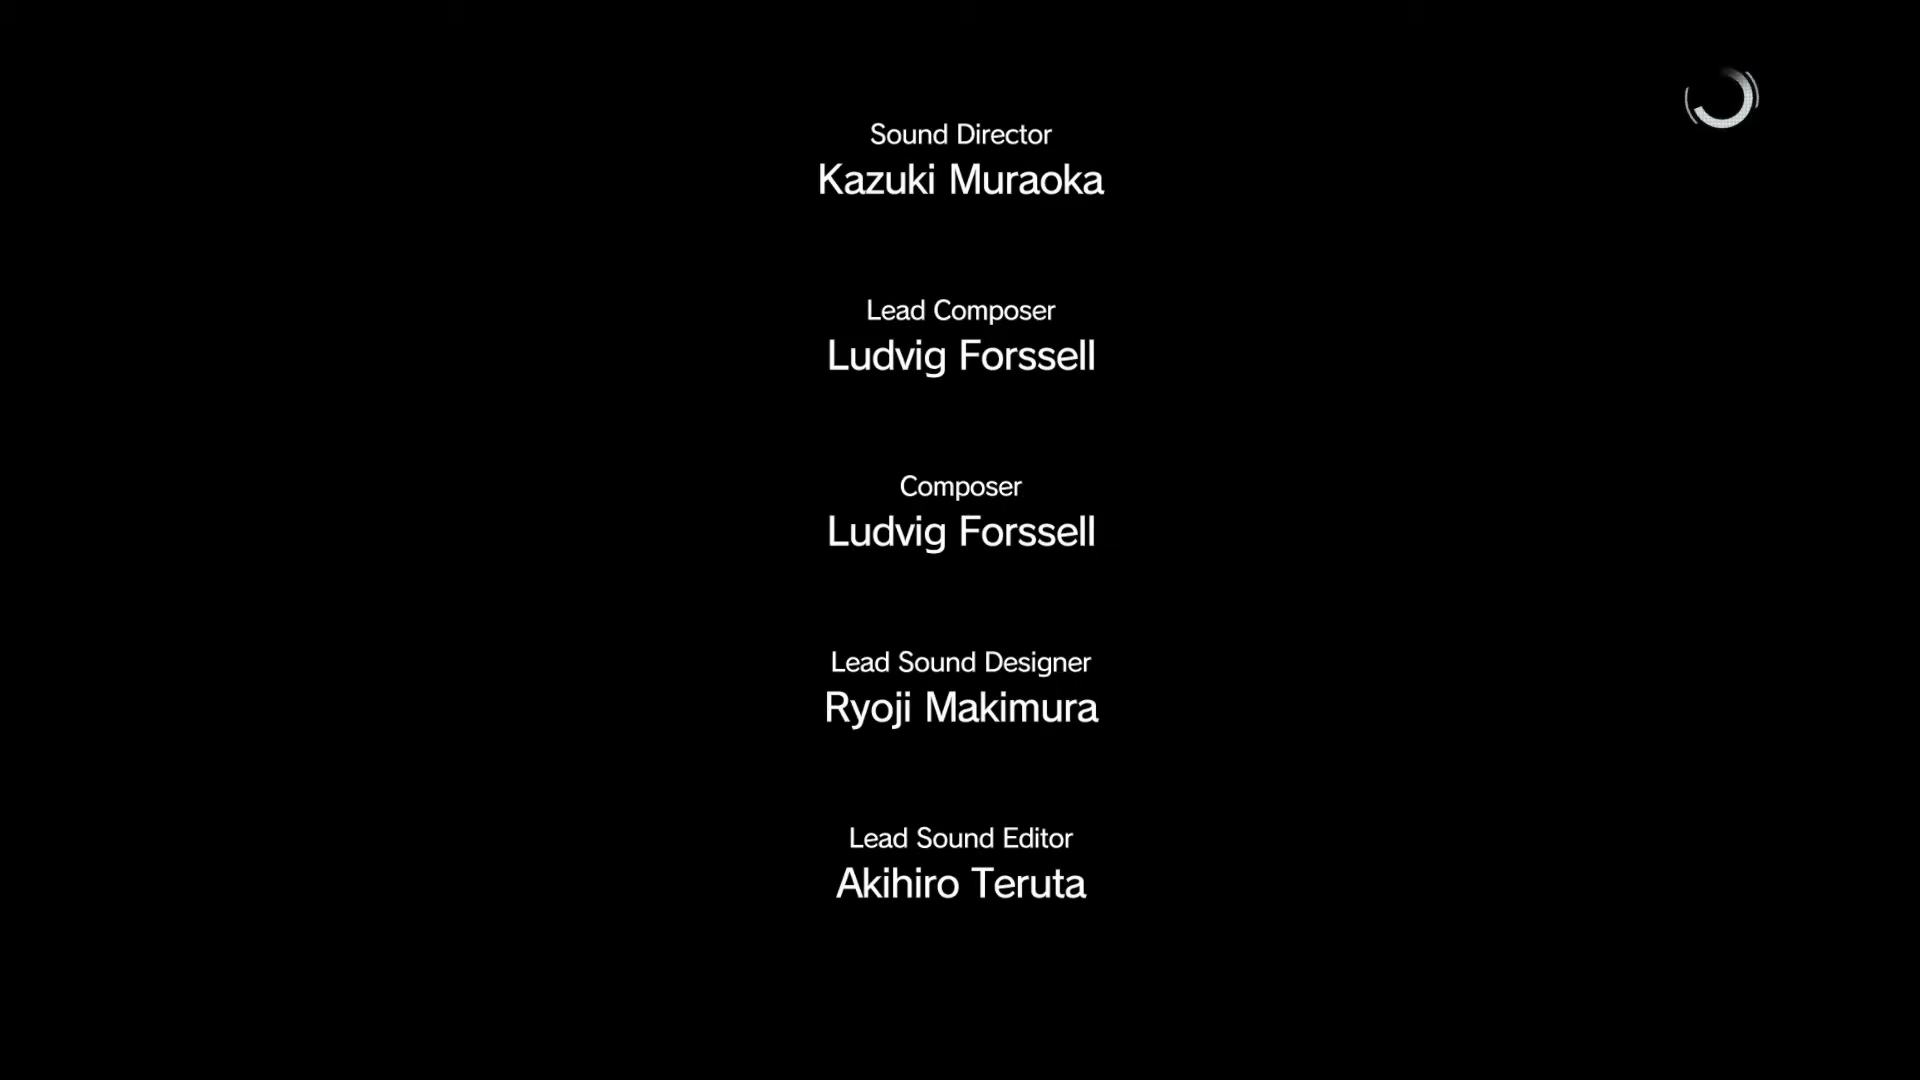 Sound Director
Kazuki Muraoka
Lead Composer
Ludvig Forssell
Composer
Ludvig Forssell
Lead Sound Designer
Ryoji Makimura
Lead Sound Editor
Akihiro Teruta